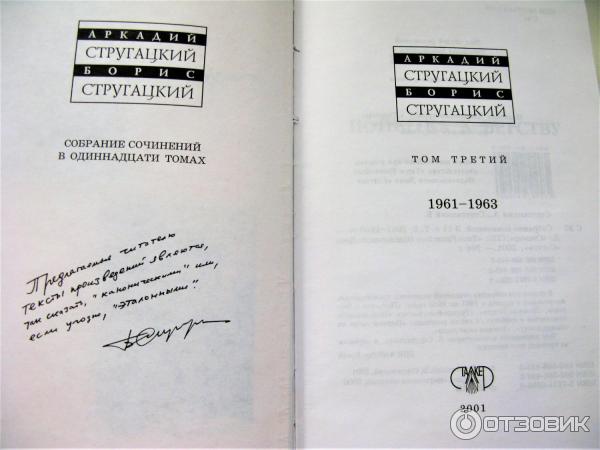 АРКАДИЙ
СТРУГАЦКИЙ
БОРИС
СТРУГАЦКИЙ
СОБРАНИЕ СОЧИНЕНИЙ
В ОДИННАДЦАТИ ТОМАХ
Предлагаемые читателю
тексты произведений являются,
так сказать, "каноническими" или,
если угодно, "эталонными".
АРКАДИЙ
СТРУГАЦКИЙ
БОРИС
СТРУГАЦКИЙ
ТОМ ТРЕТИЙ
1961–1963
СТАЛКЕР
2001
ОТЗОВИК